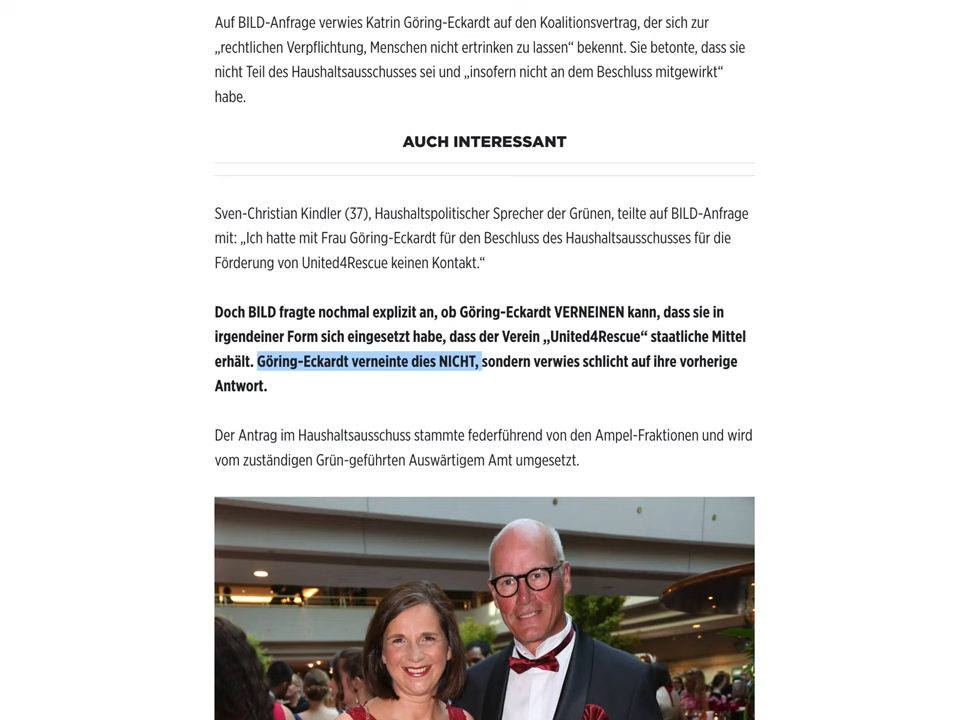 Auf BILD-Anfrage verwies Katrin Göring-Eckardt auf den Koalitionsvertrag, der sich zur
„rechtlichen Verpflichtung, Menschen nicht ertrinken zu lassen“ bekennt. Sie betonte, dass sie
nicht Teil des Haushaltsausschusses sei und „insofern nicht an dem Beschluss mitgewirkt“
habe.
AUCH INTERESSANT
Sven-Christian Kindler (37), Haushaltspolitischer Sprecher der Grünen, teilte auf BILD-Anfrage
mit: „Ich hatte mit Frau Göring-Eckardt für den Beschluss des Haushaltsausschusses für die
Förderung von United4Rescue keinen Kontakt.“
Doch BILD fragte nochmal explizit an, ob Göring-Eckardt VERNEINEN kann, dass sie in
irgendeiner Form sich eingesetzt habe, dass der Verein „United4Rescue“ staatliche Mittel
erhält. Göring-Eckardt verneinte dies NICHT, sondern verwies schlicht auf ihre vorherige
Antwort.
Der Antrag im Haushaltsausschuss stammte federführend von den Ampel-Fraktionen und wird
vom zuständigen Grün-geführten Auswärtigem Amt umgesetzt.